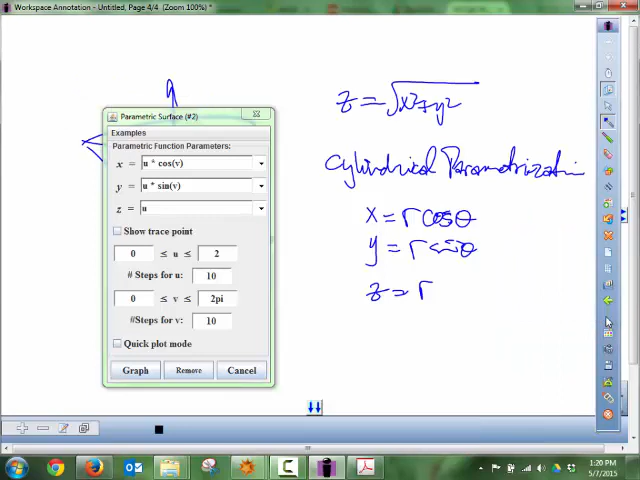 Workspace Annotation - Untitled, Page 4/4 (Zoom 100%) *
z = √x²+y²
Cylindrical Parametrization
x = r cosθ
y = r sinθ
z = r
Parametric Surface (#2)
Examples
Parametric Function Parameters:
x = u * cos(v)
y = u * sin(v)
z = u
Show trace point
0 ≤ u ≤ 2
# Steps for u: 10
0 ≤ v ≤ 2pi
#Steps for v: 10
Quick plot mode
Graph Remove Cancel
1:20 PM
5/7/2015